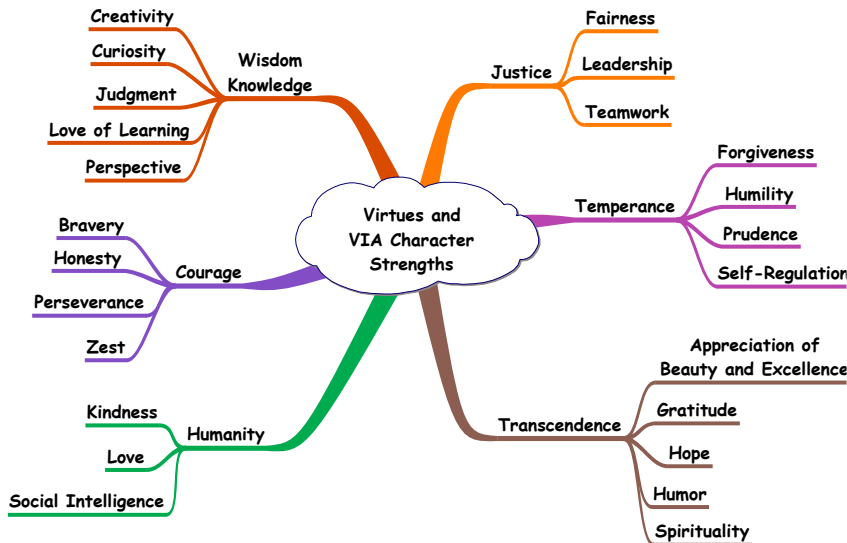 Virtues and
VIA Character
Strengths
Wisdom
Knowledge
Creativity
Curiosity
Judgment
Love of Learning
Perspective
Courage
Bravery
Honesty
Perseverance
Zest
Humanity
Kindness
Love
Social Intelligence
Justice
Fairness
Leadership
Teamwork
Temperance
Forgiveness
Humility
Prudence
Self-Regulation
Transcendence
Appreciation of
Beauty and Excellence
Gratitude
Hope
Humor
Spirituality